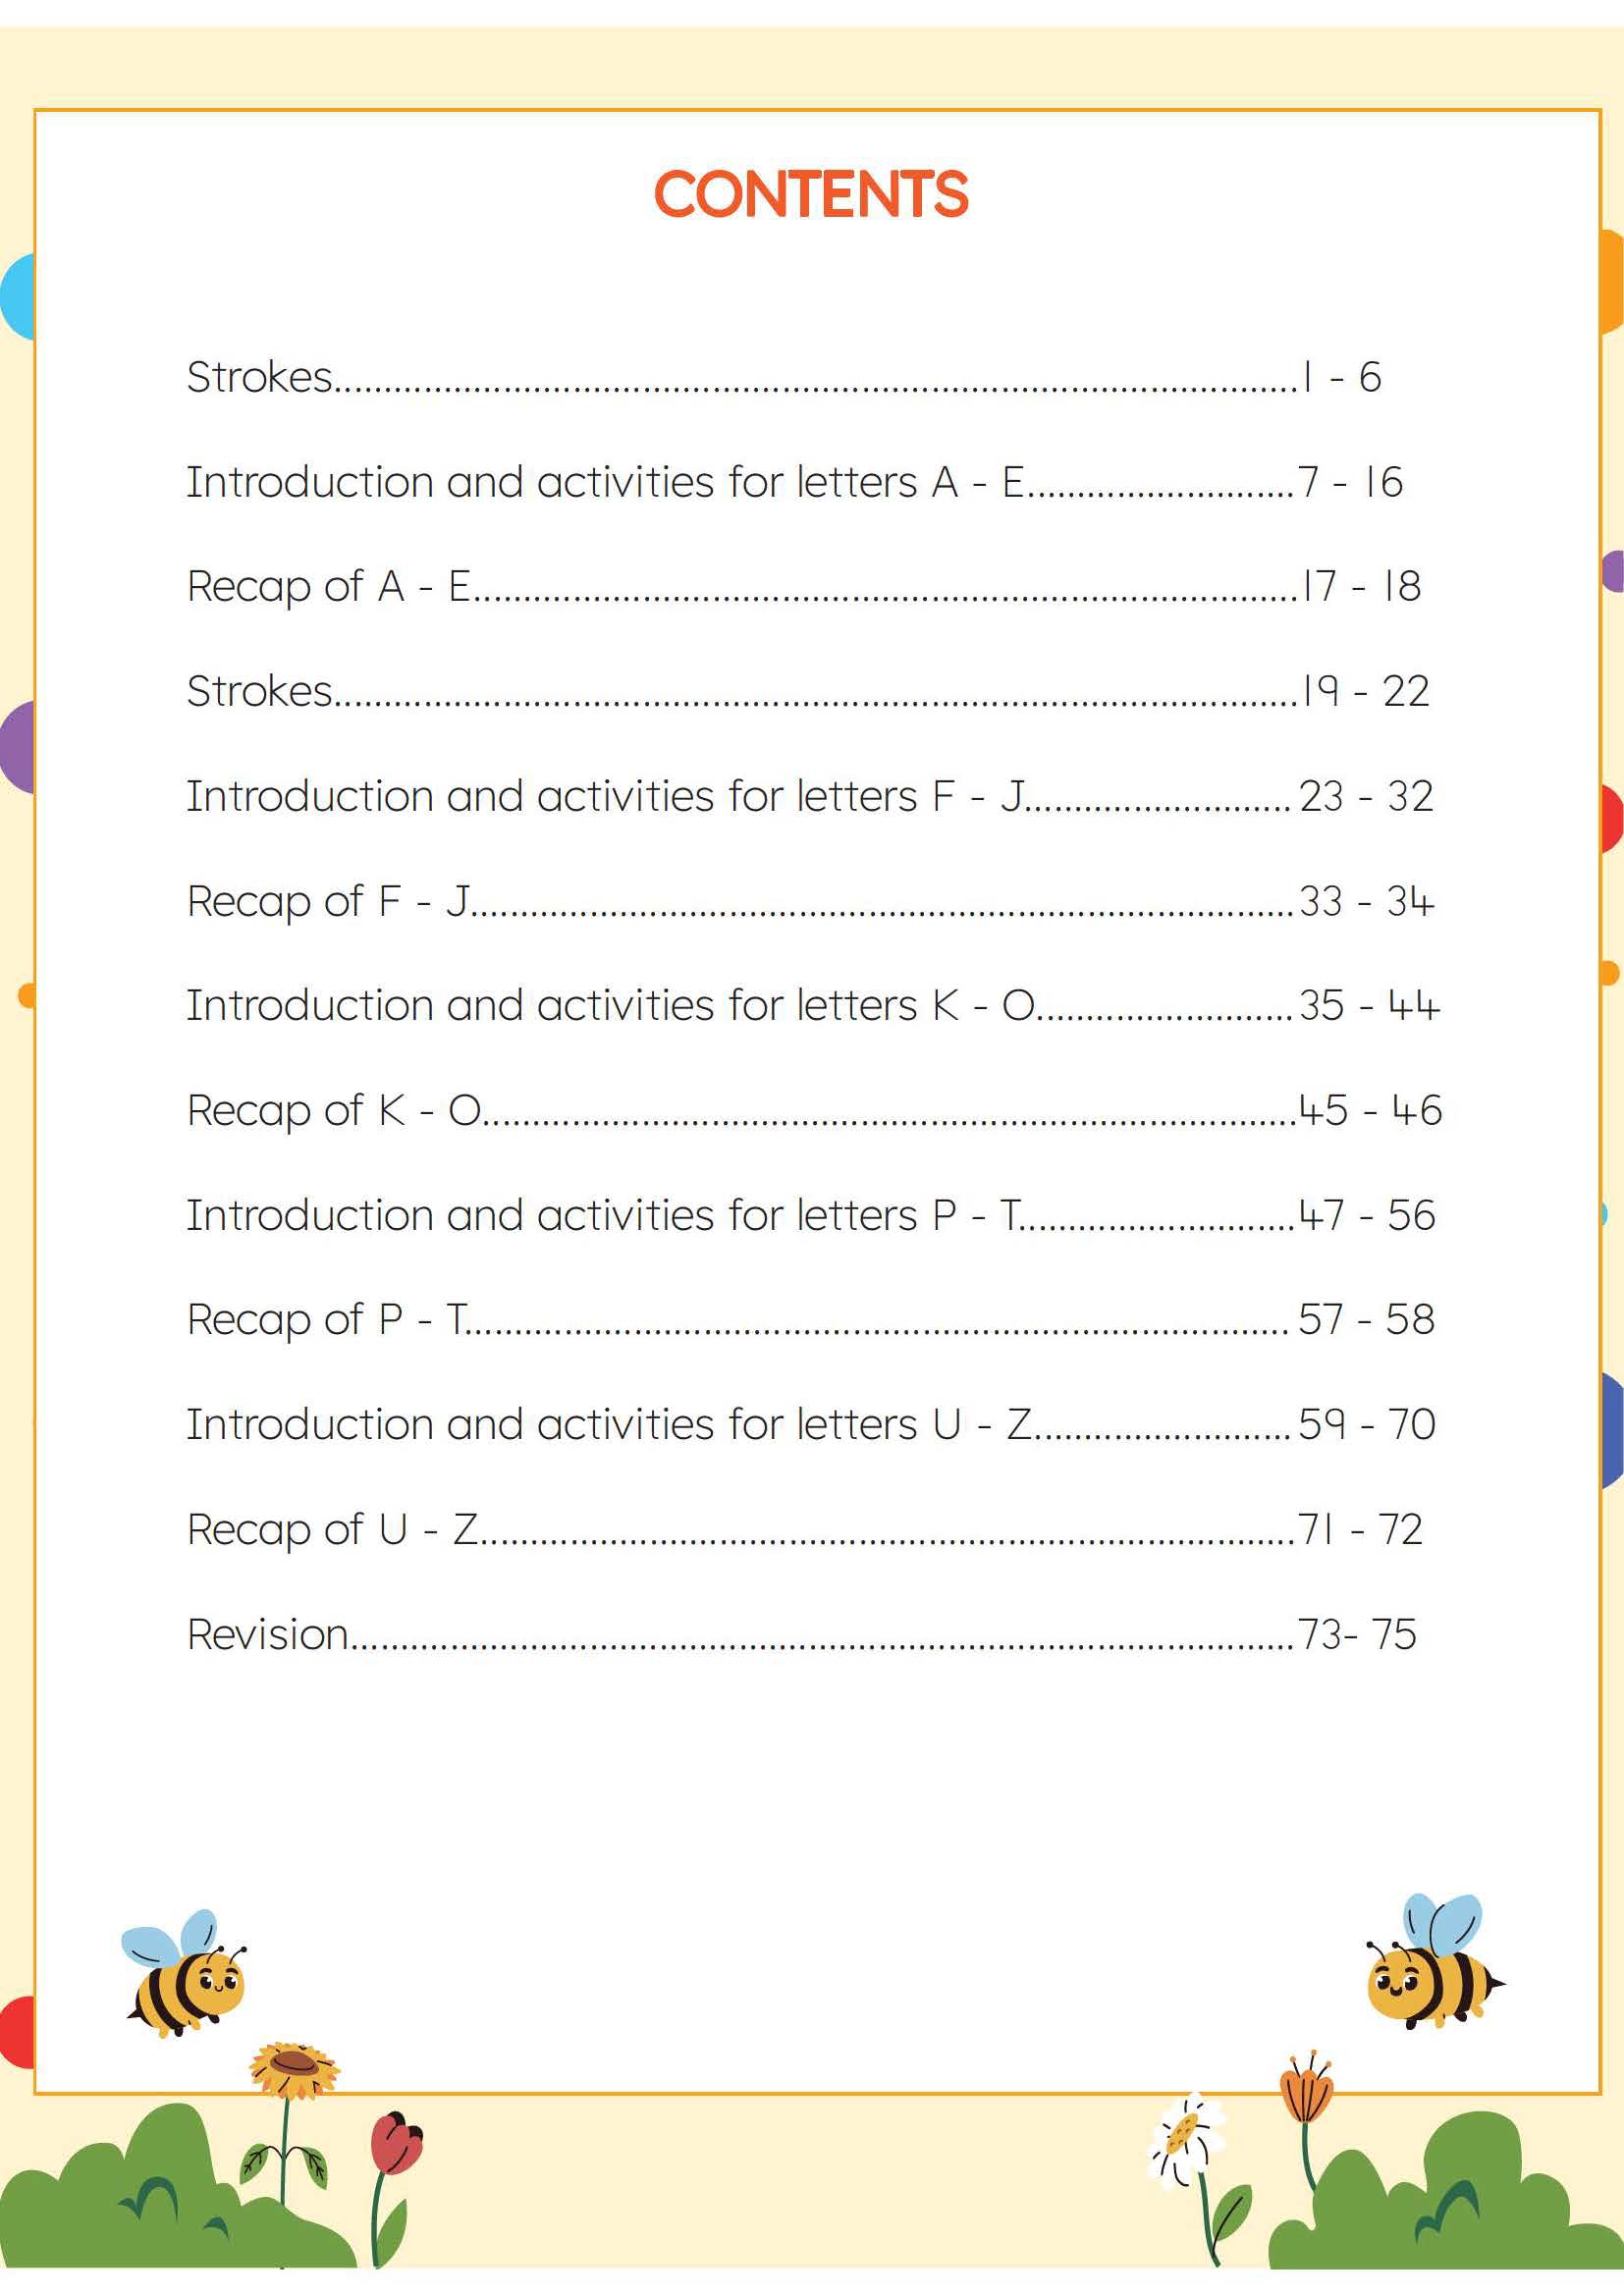 CONTENTS
Strokes.................................................................................................1 - 6
Introduction and activities for letters A - E...........................7 - 16
Recap of A - E...................................................................................17 - 18
Strokes.................................................................................................19 - 22
Introduction and activities for letters F - J........................... 23 - 32
Recap of F - J................................................................................... 33 - 34
Introduction and activities for letters K - O.......................... 35 - 44
Recap of K - O..................................................................................45 - 46
Introduction and activities for letters P - T............................47 - 56
Recap of P - T................................................................................... 57 - 58
Introduction and activities for letters U - Z.......................... 59 - 70
Recap of U - Z..................................................................................71 - 72
Revision...............................................................................................73- 75